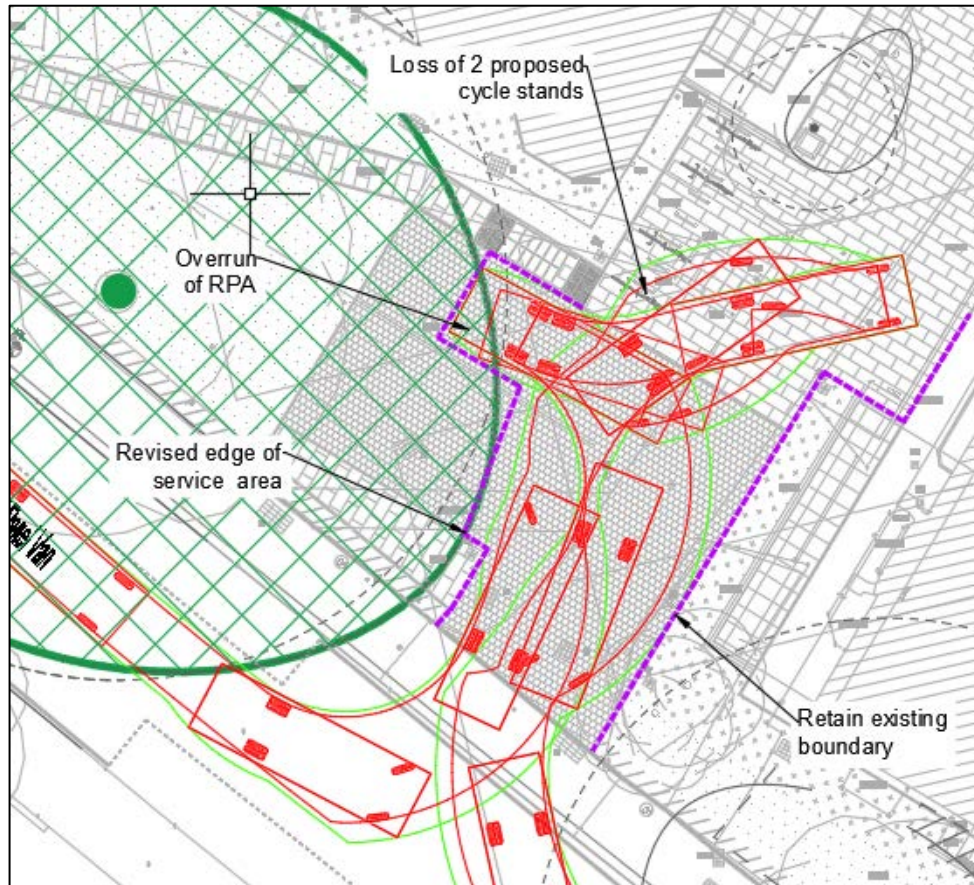 Loss of 2 proposed
cycle stands
Overrun
of RPA
Revised edge of
service area
Retain existing
boundary